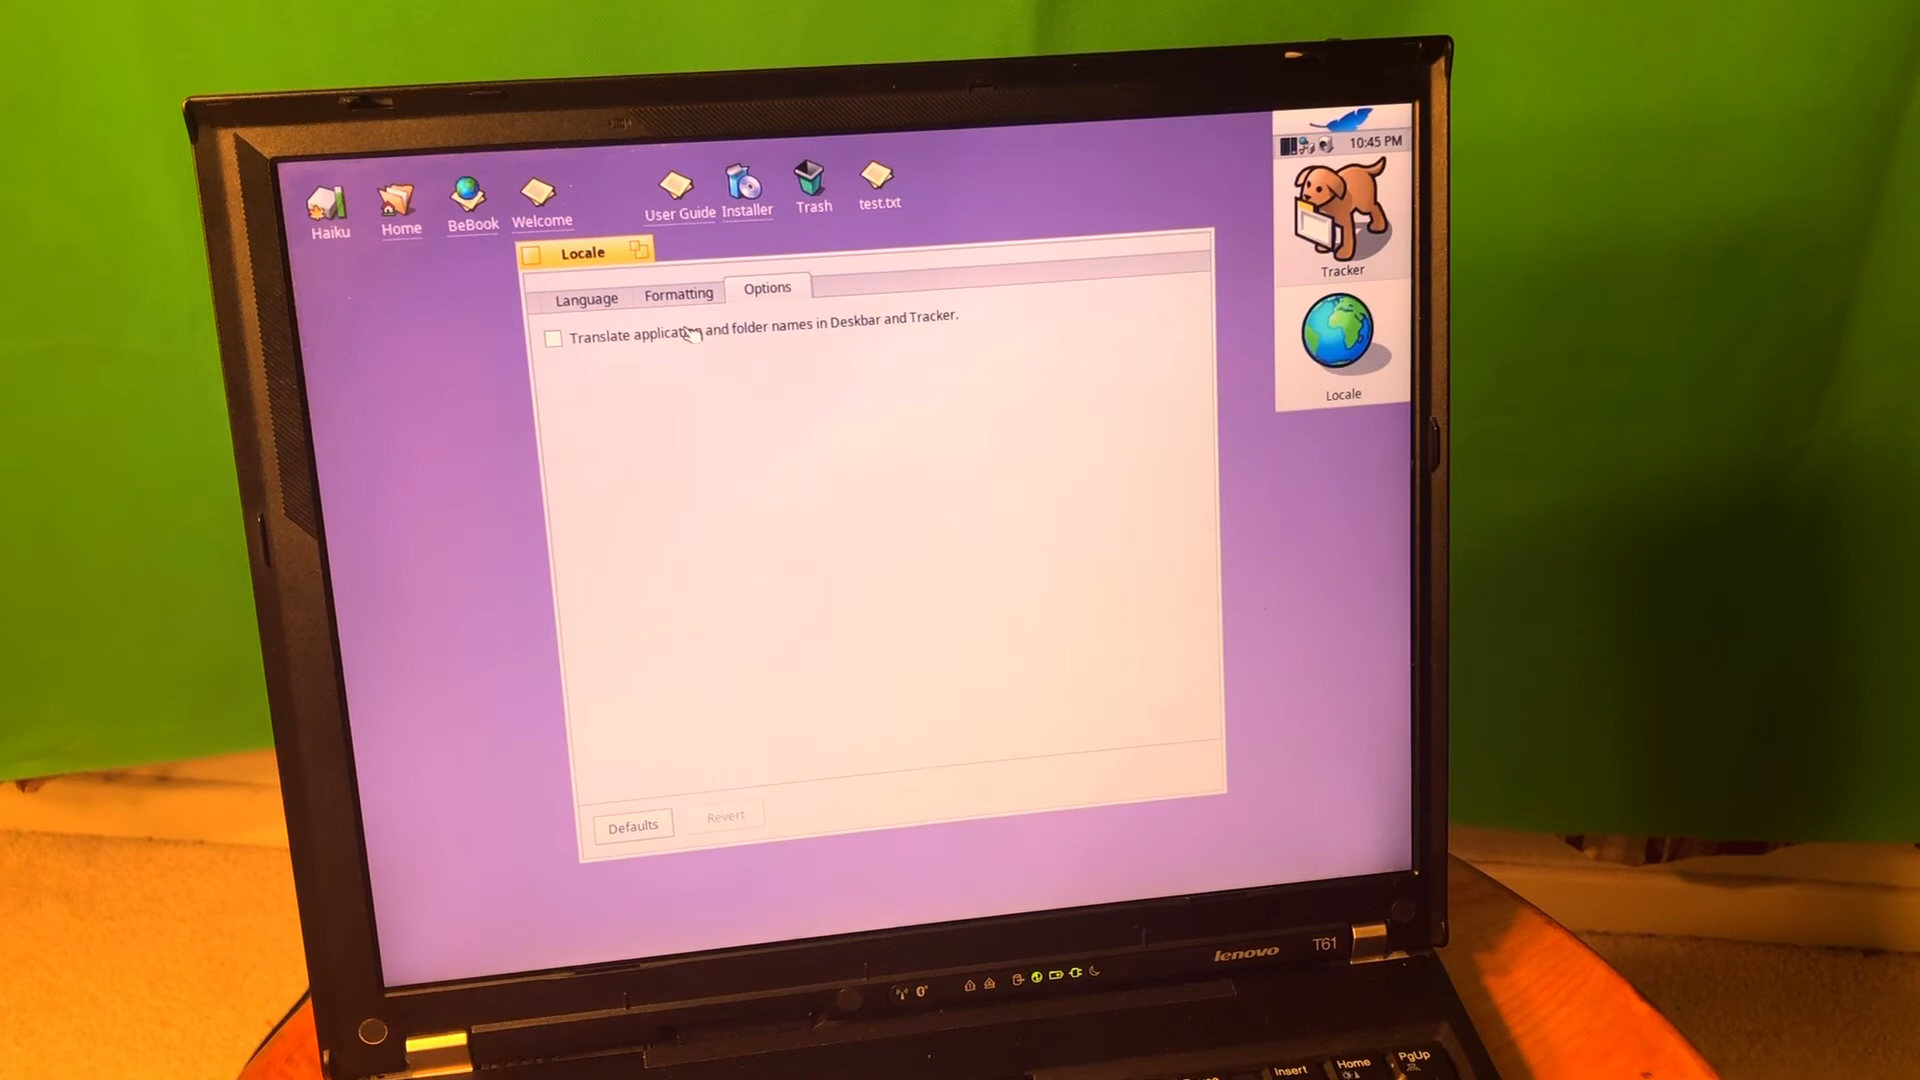 10:45 PM
Haiku
Home
BeBook
Welcome
User Guide
Installer
Trash
test.txt
Tracker
Locale
Locale
Language
Formatting
Options
and folder names in Deskbar and Tracker.
Translate
Defaults
Revert
lenovo
T61
Insert
Home
PgUp